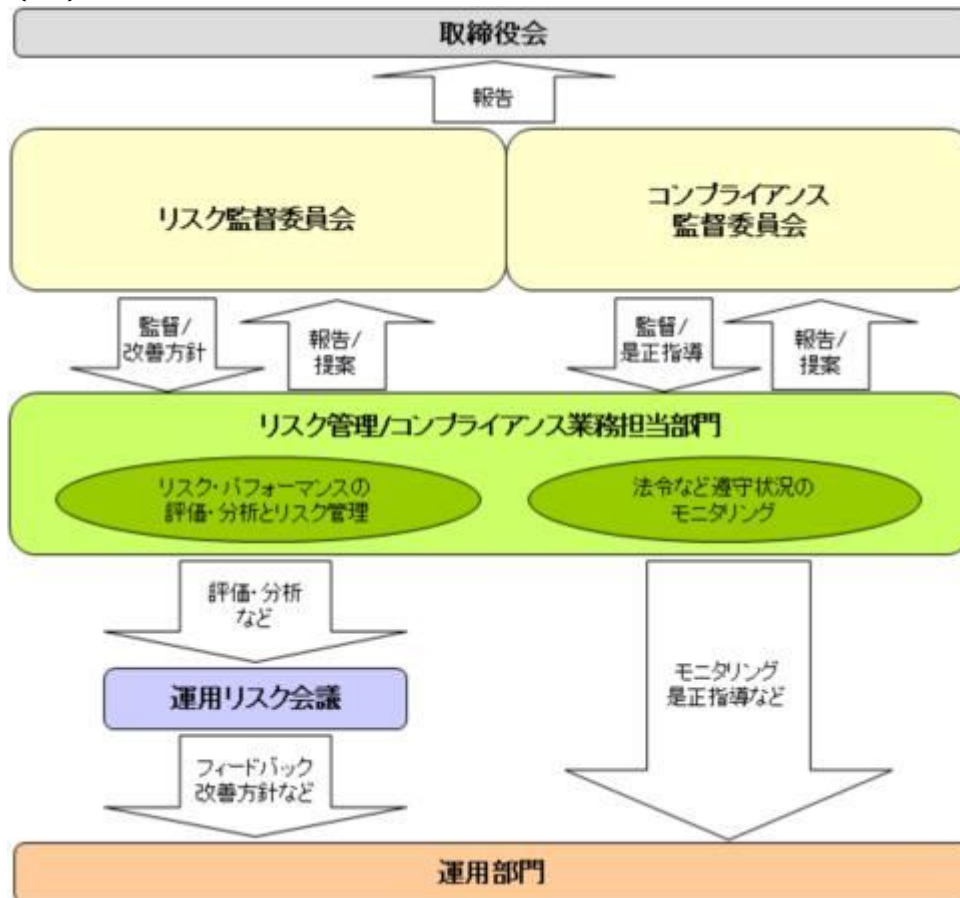 取締役会
報告
リスク監督委員会
コンプライアンス
監督委員会
監督/
改善方針
報告/
提案
監督/
是正指導
報告/
提案
リスク管理/コンプライアンス業務担当部門
リスク・パフォーマンスの
評価・分析とリスク管理
法令など遵守状況の
モニタリング
評価・分析
など
運用リスク会議
モニタリング
是正指導など
フィードバック
改善方針など
運用部門